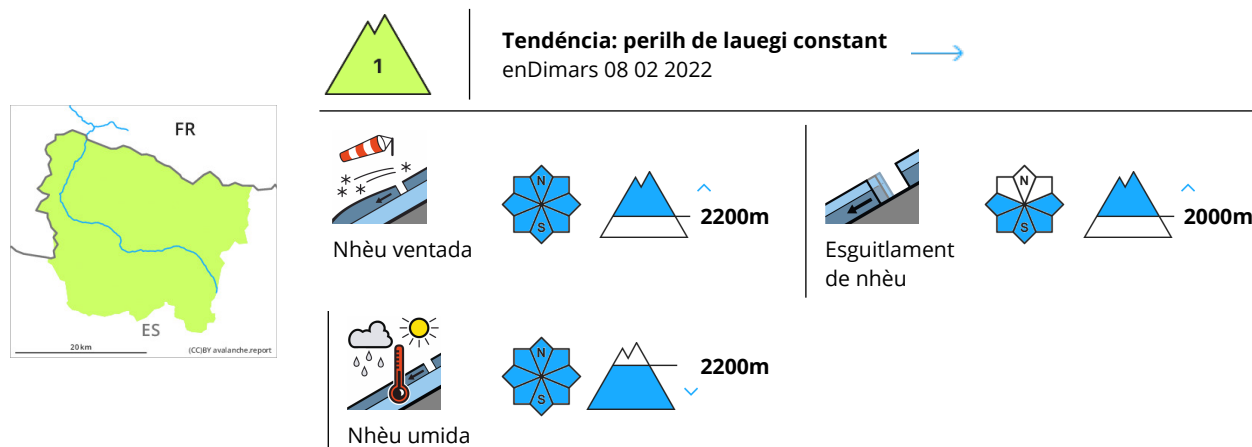 1
Tendéncia: perilh de lauegi constant
enDimars 08 02 2022
FR
ES
20 km
(CC)BY avalanche.report
N
S
2200m
Nhèu ventada
N
S
2000m
Esguitlament
de nhèu
N
S
2200m
Nhèu umida